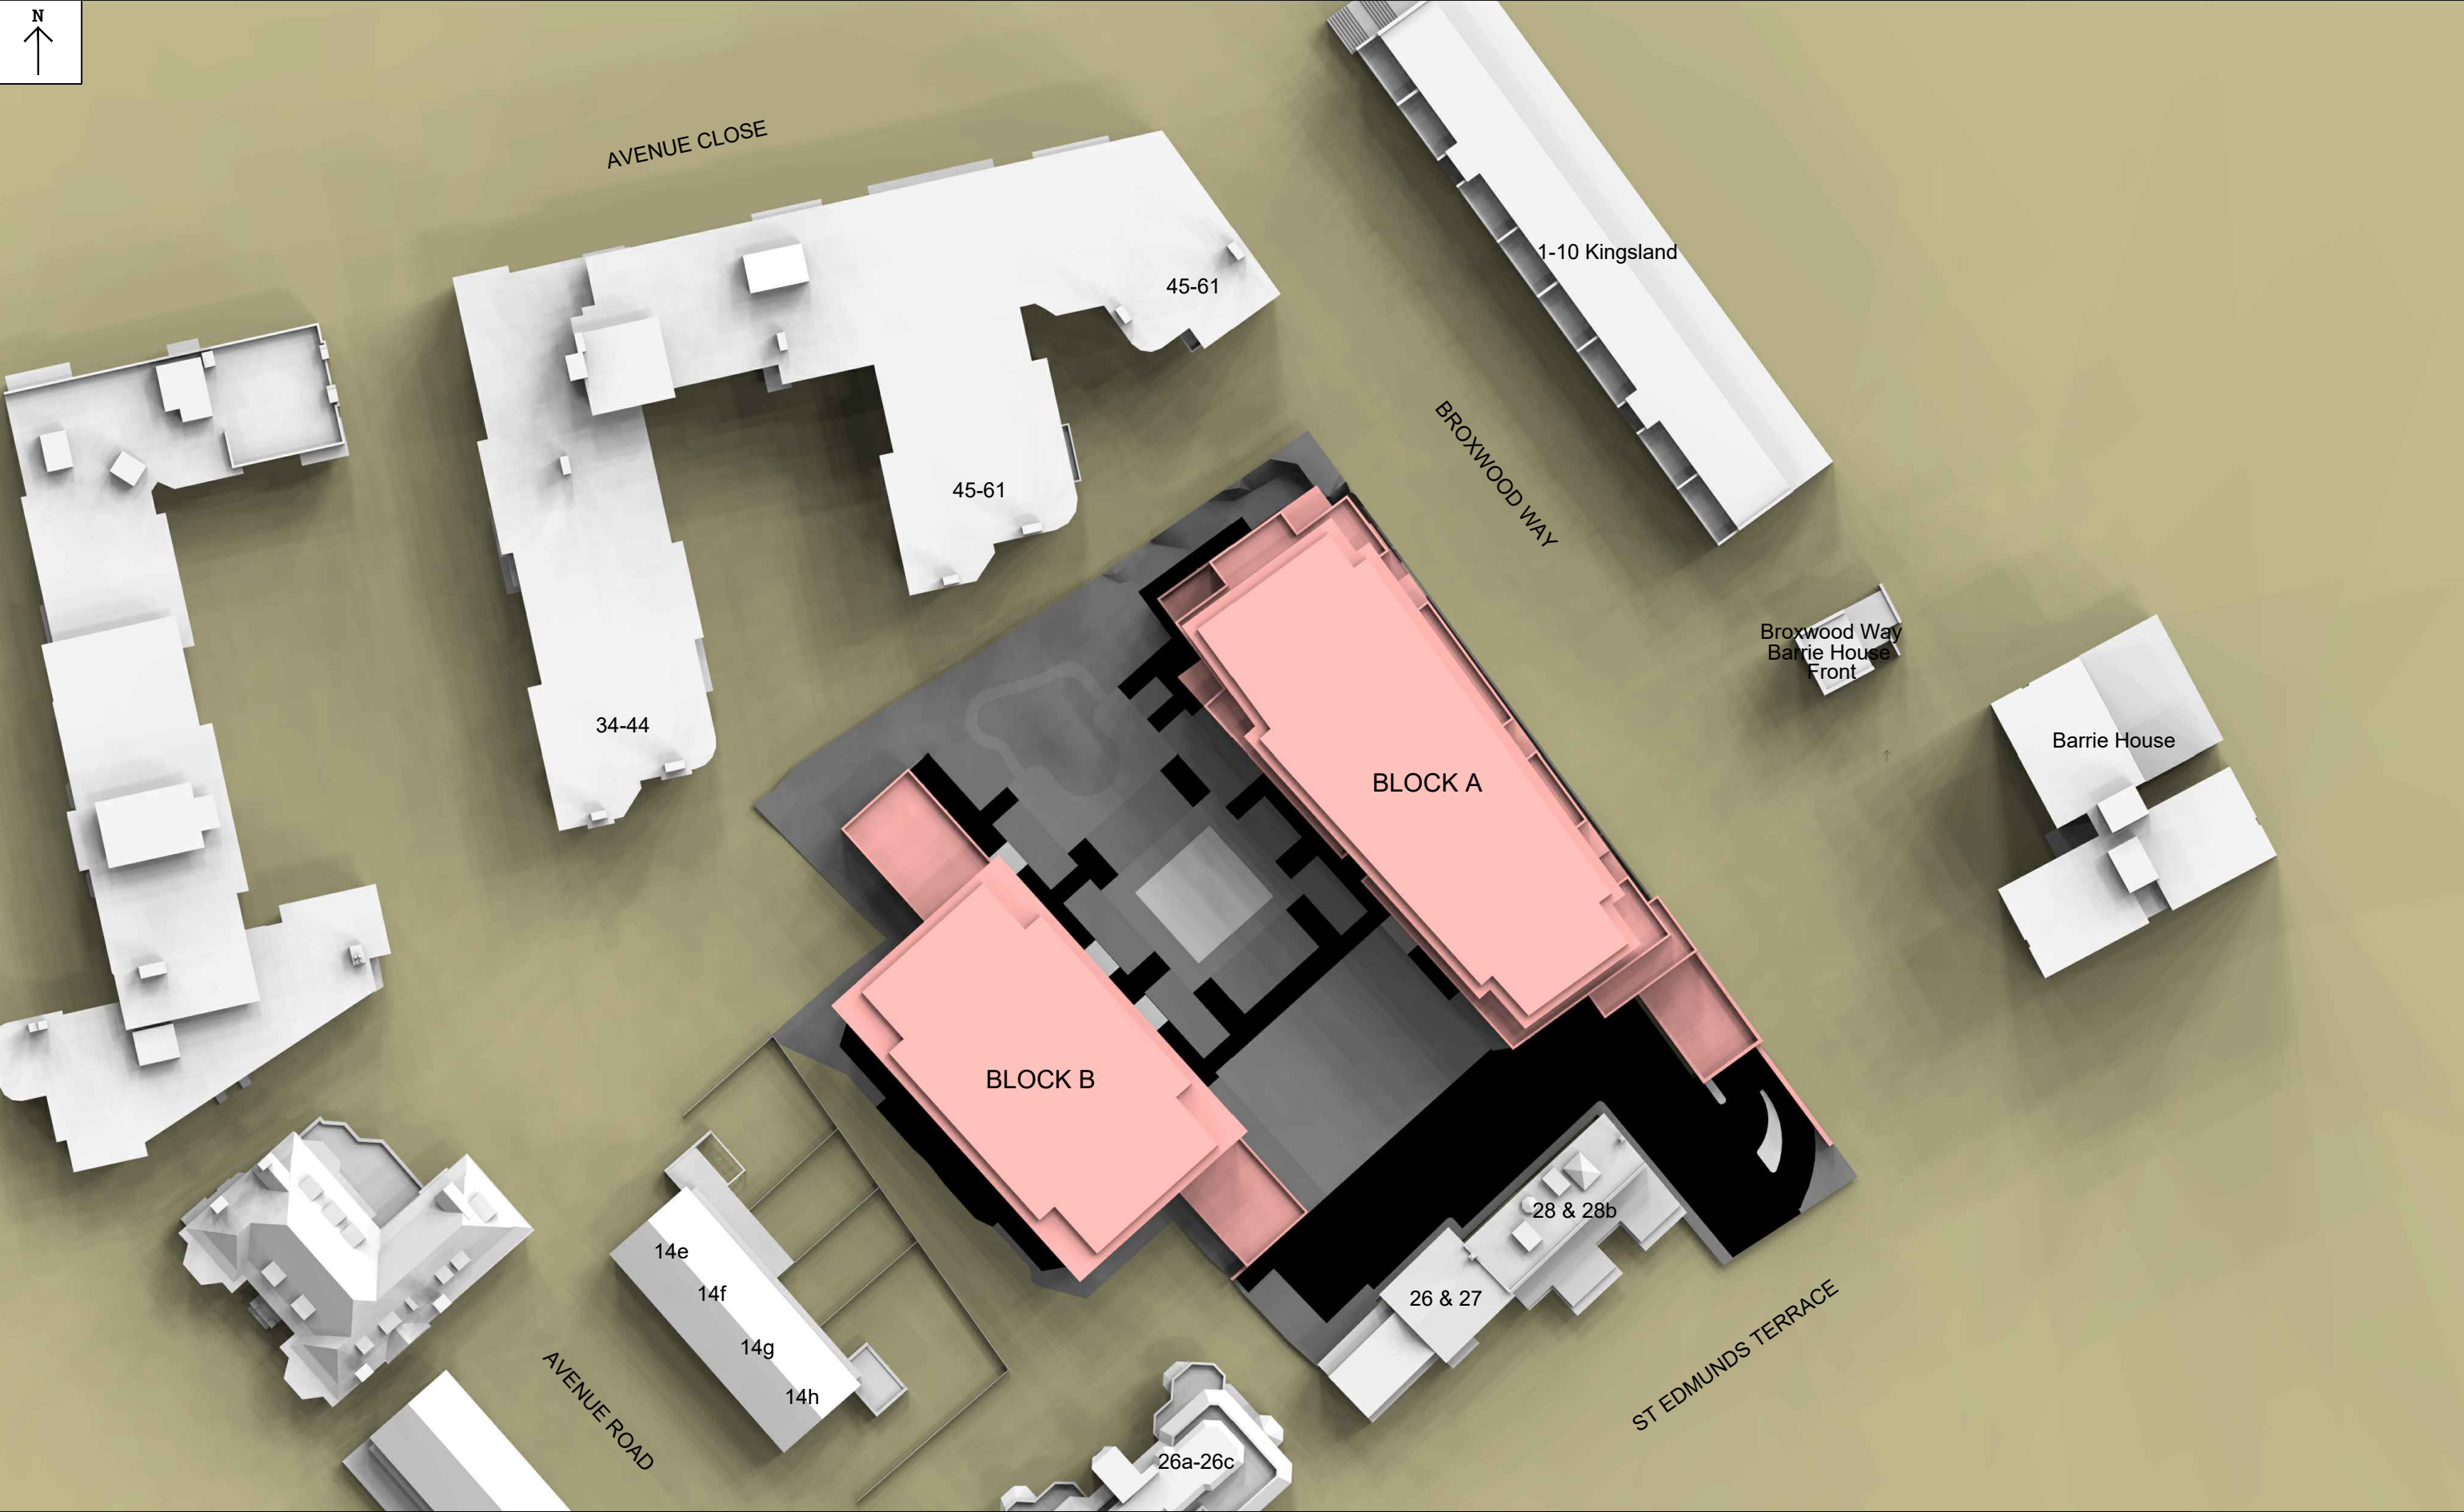 N
AVENUE CLOSE
1-10 Kingsland
45-61
BROXWOOD WAY
45-61
Broxwood Way
Barrie House
Front
34-44
Barrie House
BLOCK A
BLOCK B
28 & 28b
14e
14f
26 & 27
14g
14h
ST EDMUNDS TERRACE
AVENUE ROAD
26a-26c